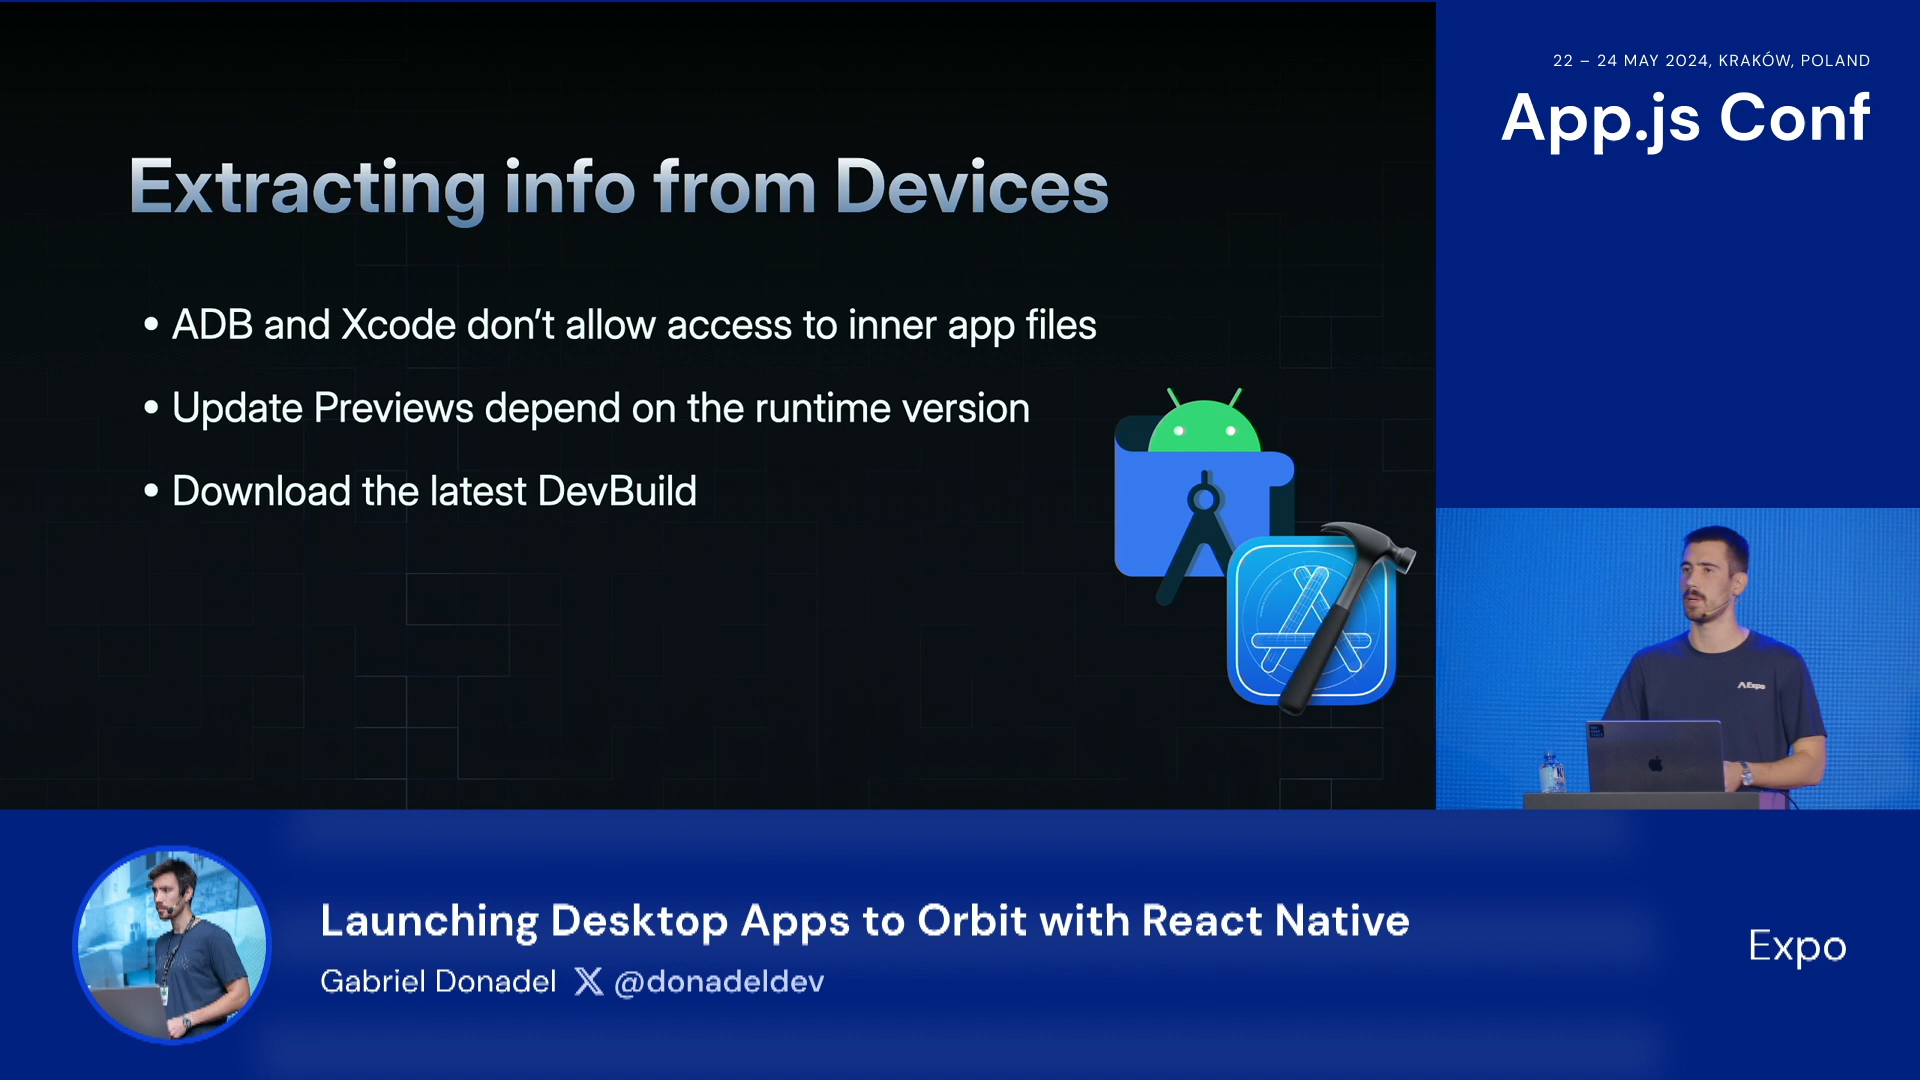 22 – 24 MAY 2024, KRAKÓW, POLAND
App.js Conf
Extracting info from Devices
• ADB and Xcode don’t allow access to inner app files
• Update Previews depend on the runtime version
• Download the latest DevBuild
Expo
Launching Desktop Apps to Orbit with React Native
Gabriel Donadel 𝕏 @donadeldev
Expo